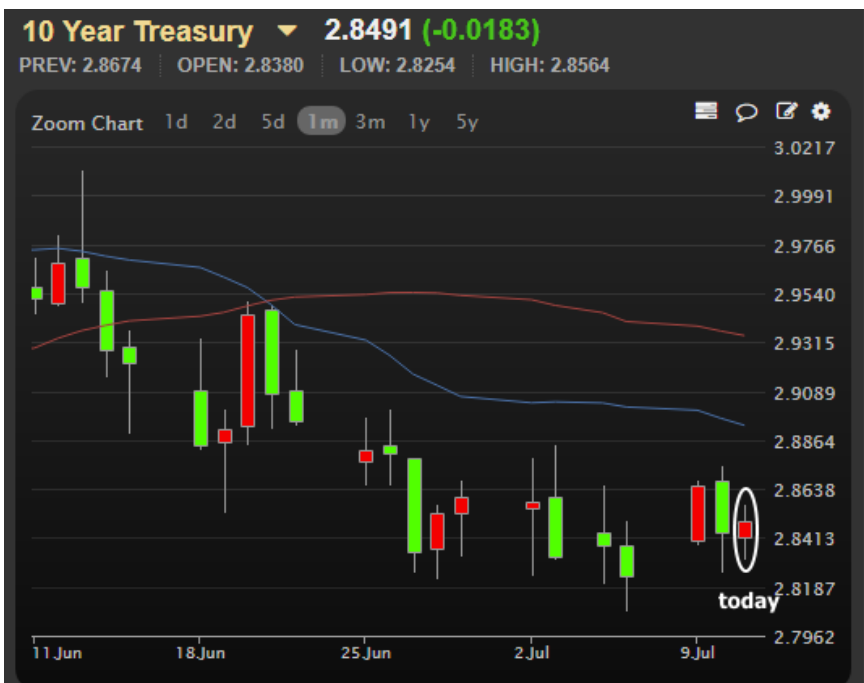 10 Year Treasury 2.8491 (-0.0183)
PREV: 2.8674 OPEN: 2.8380 LOW: 2.8254 HIGH: 2.8564
Zoom Chart 1d 2d 5d 1m 3m 1y 5y
3.0217
2.9991
2.9766
2.9540
2.9315
2.9089
2.8864
2.8638
2.8413
2.8187
today
2.7962
11.Jun 18.Jun 25.Jun 2.Jul 9.Jul